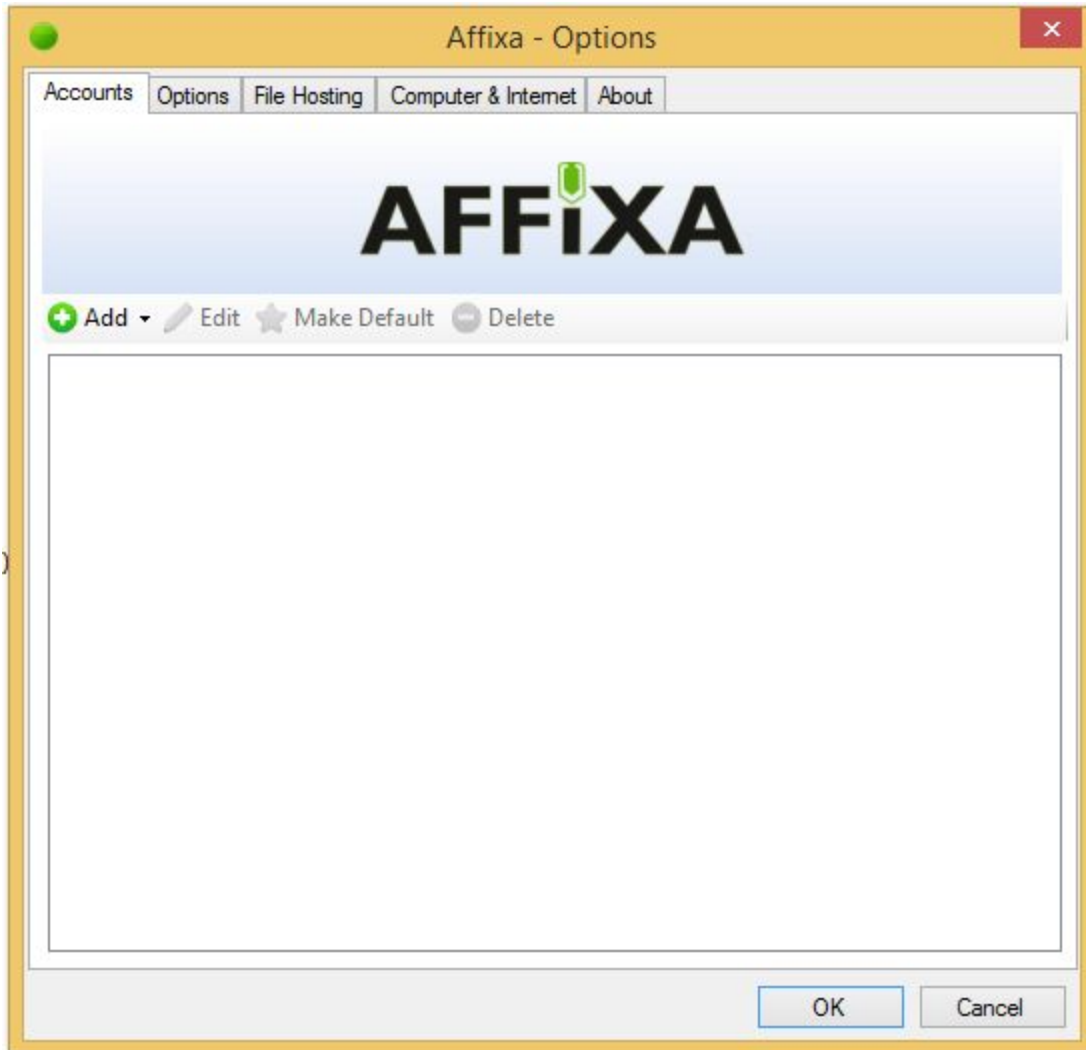 Affixa - Options
Accounts Options File Hosting Computer & Internet About
AFFiXA
Add Edit Make Default Delete
)
OK Cancel